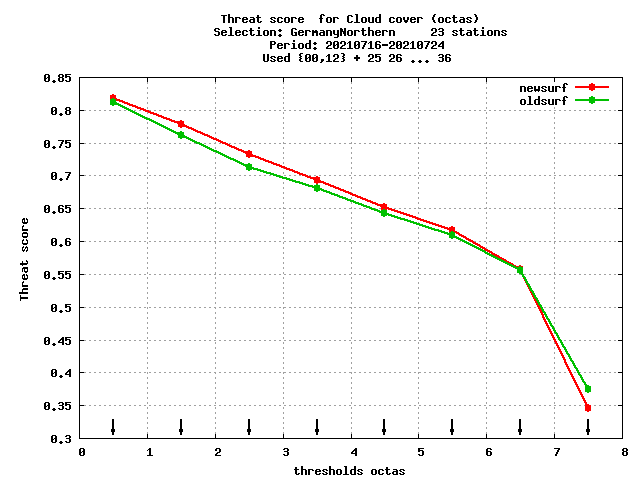 Threat score  for Cloud cover (octas)
Selection: GermanyNorthern     23 stations
Period: 20210716-20210724
Used {00,12} + 25 26 ... 36
newsurf
oldsurf
Threat score
0.85
0.8
0.75
0.7
0.65
0.6
0.55
0.5
0.45
0.4
0.35
0.3
0 1 2 3 4 5 6 7 8
thresholds octas